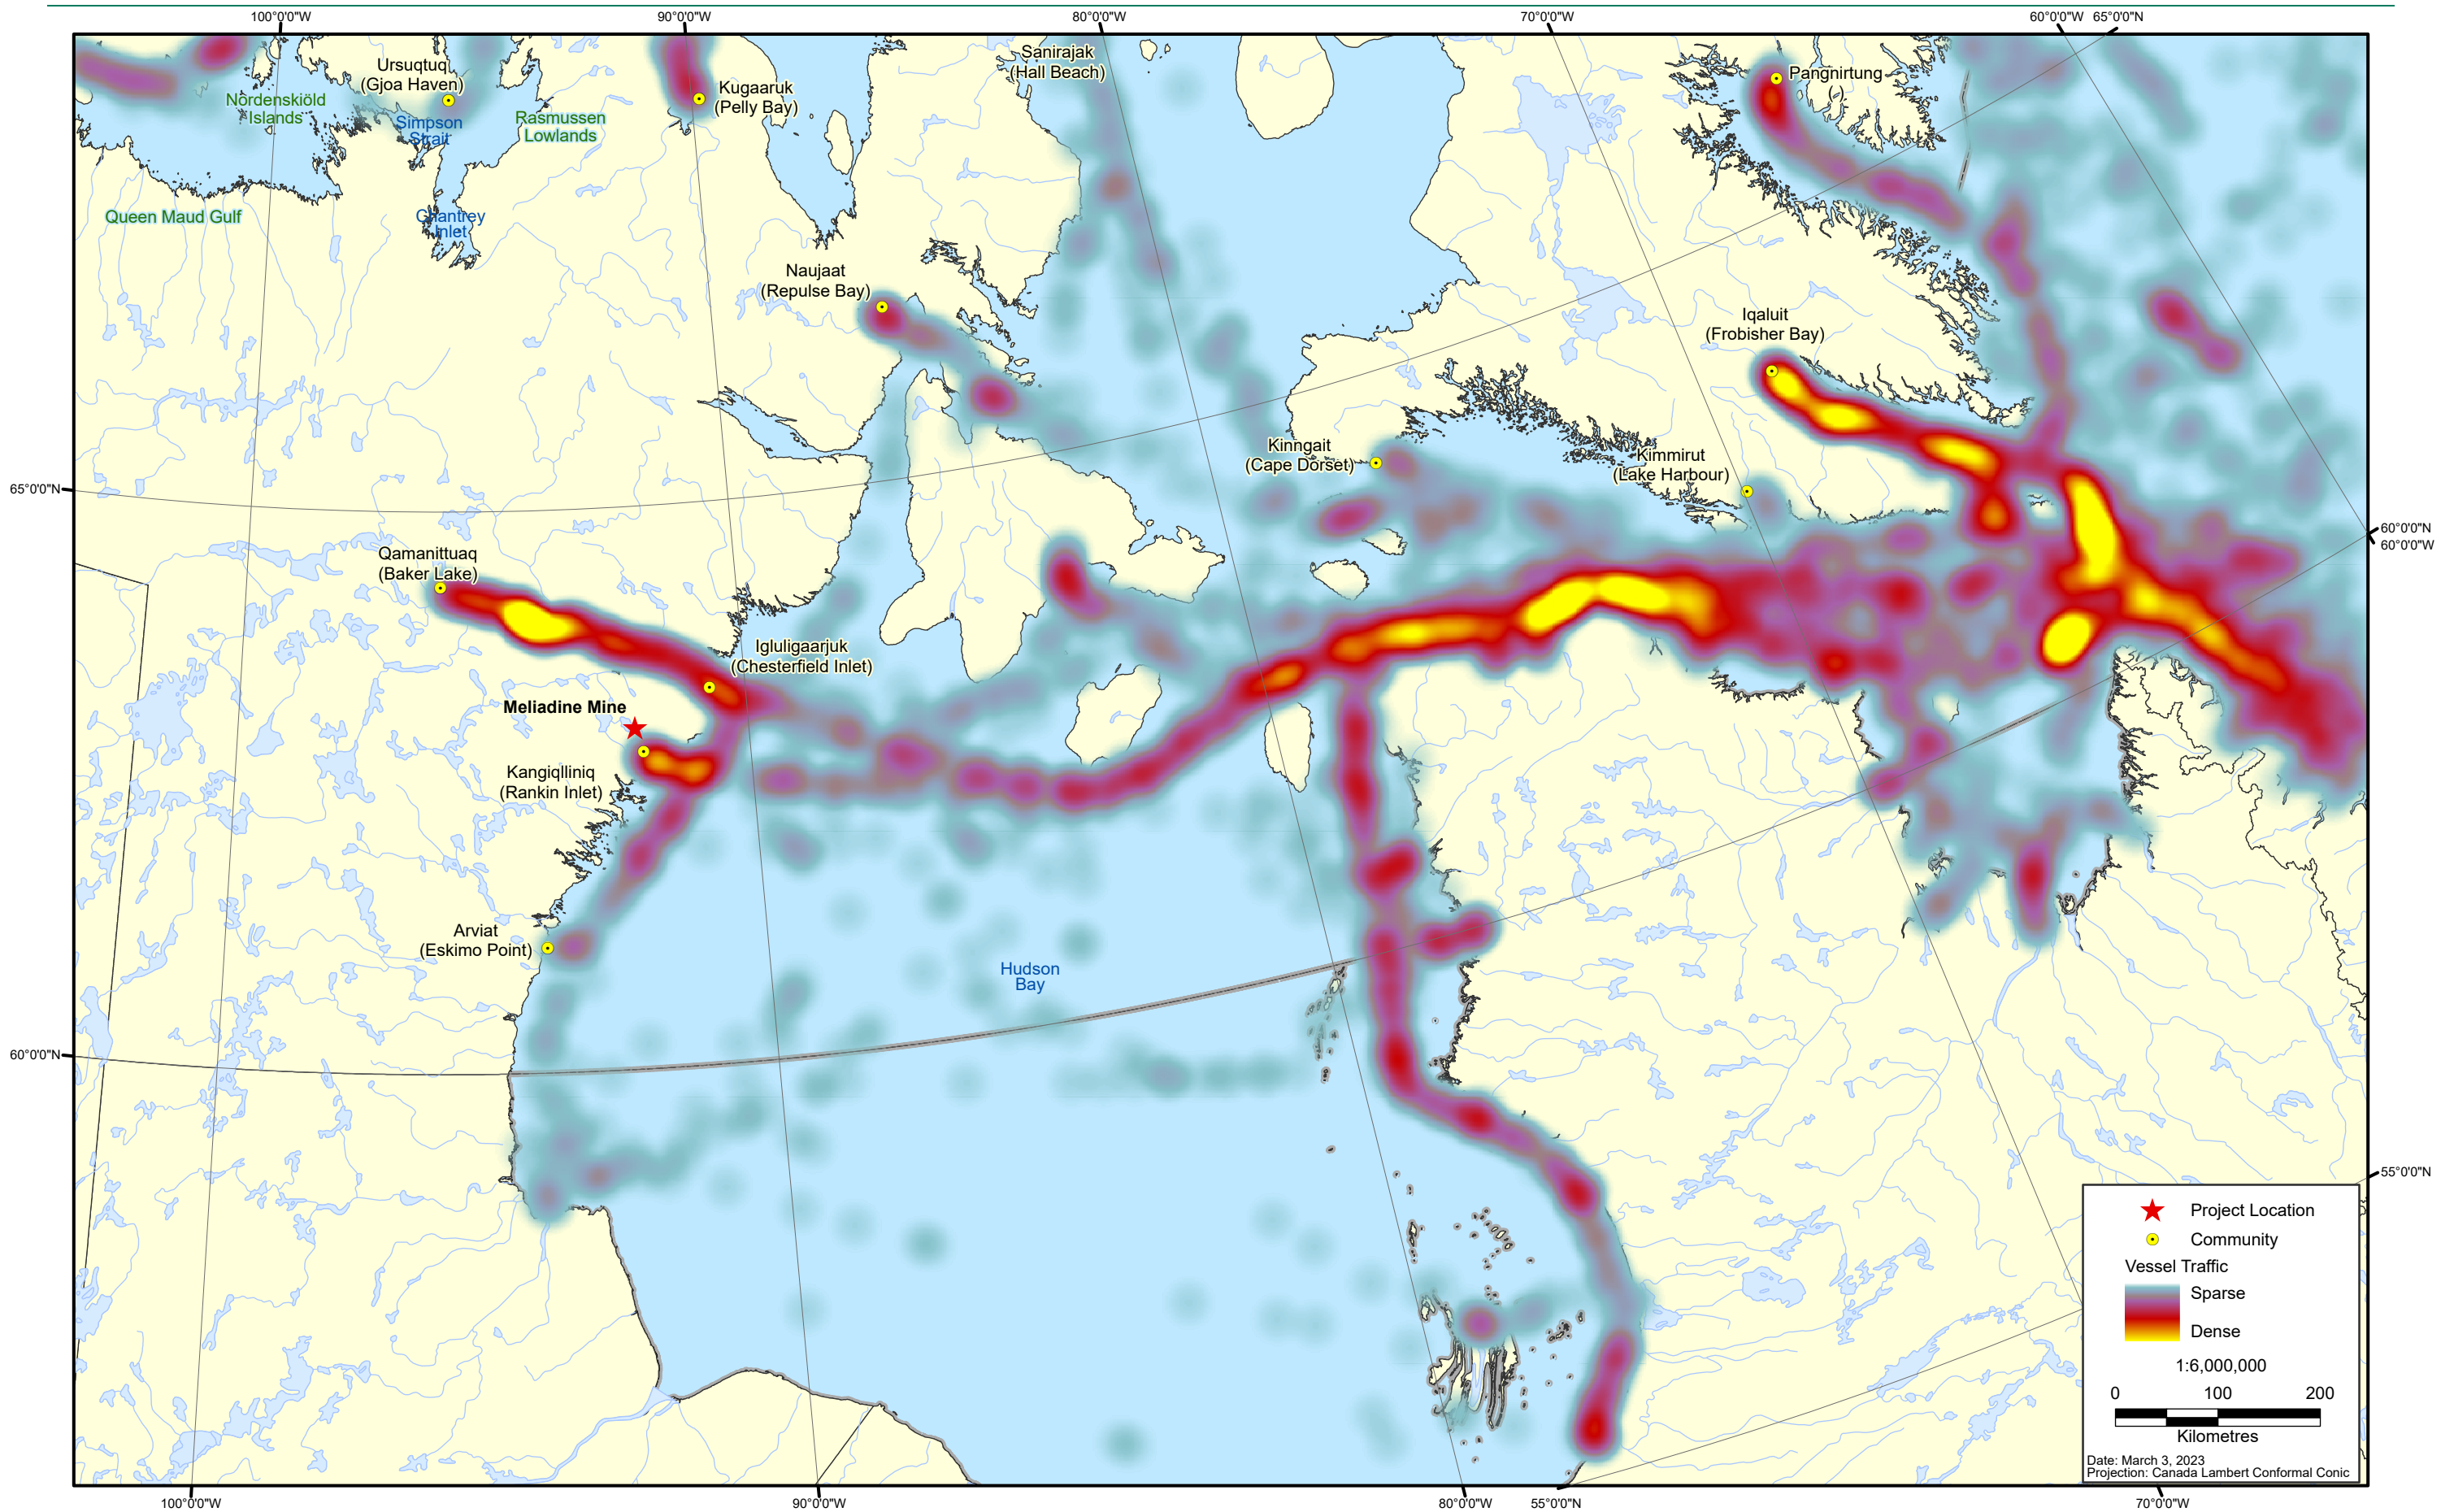 100°0'0"W
90°0'0"W
80°0'0"W
70°0'0"W
60°0'0"W
65°0'0"N
Sanirajak
(Hall Beach)
Ursuqtuq
(Gjoa Haven)
Kugaaruk
(Pelly Bay)
Pangnirtung
()
Nordenskiöld
Islands
Simpson
Strait
Rasmussen
Lowlands
Queen Maud Gulf
Chantrey
Inlet
Naujaat
(Repulse Bay)
Iqaluit
(Frobisher Bay)
Kinngait
(Cape Dorset)
Kimmirut
(Lake Harbour)
65°0'0"N
60°0'0"N
60°0'0"W
Qamanittuaq
(Baker Lake)
Igluligaarjuk
(Chesterfield Inlet)
Meliadine Mine
Kangiqlliniq
(Rankin Inlet)
Arviat
(Eskimo Point)
Hudson
Bay
60°0'0"N
55°0'0"N
Project Location
Community
Vessel Traffic
Sparse
Dense
1:6,000,000
0 100 200
Kilometres
Date: March 3, 2023
Projection: Canada Lambert Conformal Conic
100°0'0"W
90°0'0"W
80°0'0"W
55°0'0"N
70°0'0"W